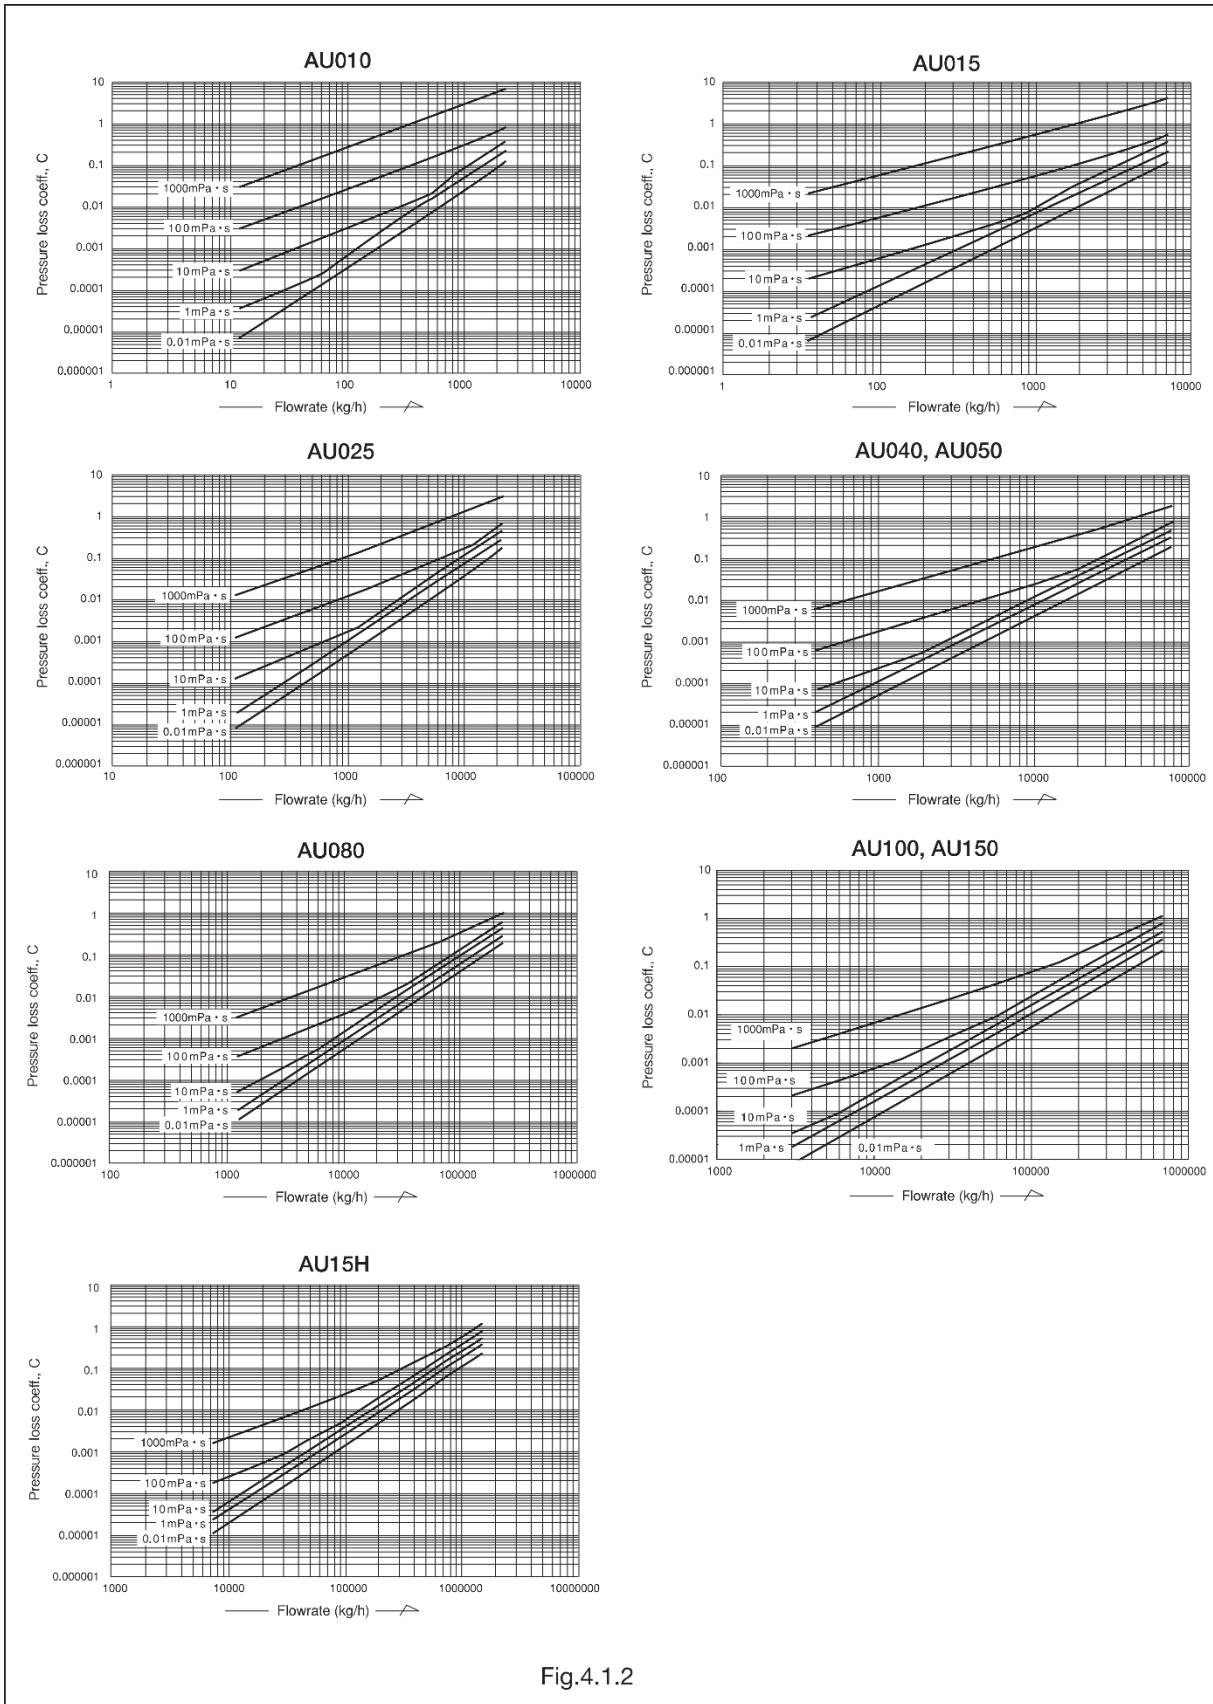 AU010
10
1
0.1
0.01
0.001
0.0001
0.00001
0.000001
Pressure loss coeff., C
1000mPa・s
100mPa・s
10mPa・s
1mPa・s
0.01mPa・s
1 10 100 1000 10000
Flowrate (kg/h)
AU015
10
1
0.1
0.01
0.001
0.0001
0.00001
0.000001
Pressure loss coeff., C
1000mPa・s
100mPa・s
10mPa・s
1mPa・s
0.01mPa・s
1 100 1000 10000
Flowrate (kg/h)
AU025
10
1
0.1
0.01
0.001
0.0001
0.00001
0.000001
Pressure loss coeff., C
1000mPa・s
100mPa・s
10mPa・s
1mPa・s
0.01mPa・s
10 100 1000 10000 100000
Flowrate (kg/h)
AU040, AU050
10
1
0.1
0.01
0.001
0.0001
0.00001
0.000001
Pressure loss coeff., C
1000mPa・s
100mPa・s
10mPa・s
1mPa・s
0.01mPa・s
100 1000 10000 100000
Flowrate (kg/h)
AU080
10
1
0.1
0.01
0.001
0.0001
0.00001
0.000001
Pressure loss coeff., C
1000mPa・s
100mPa・s
10mPa・s
1mPa・s
0.01mPa・s
100 1000 10000 100000 1000000
Flowrate (kg/h)
AU100, AU150
10
1
0.1
0.01
0.001
0.0001
0.00001
Pressure loss coeff., C
1000mPa・s
100mPa・s
10mPa・s
1mPa・s
0.01mPa・s
1000 10000 100000 1000000
Flowrate (kg/h)
AU15H
10
1
0.1
0.01
0.001
0.0001
0.00001
0.000001
Pressure loss coeff., C
1000mPa・s
100mPa・s
10mPa・s
1mPa・s
0.01mPa・s
1000 10000 100000 1000000 10000000
Flowrate (kg/h)
Fig.4.1.2